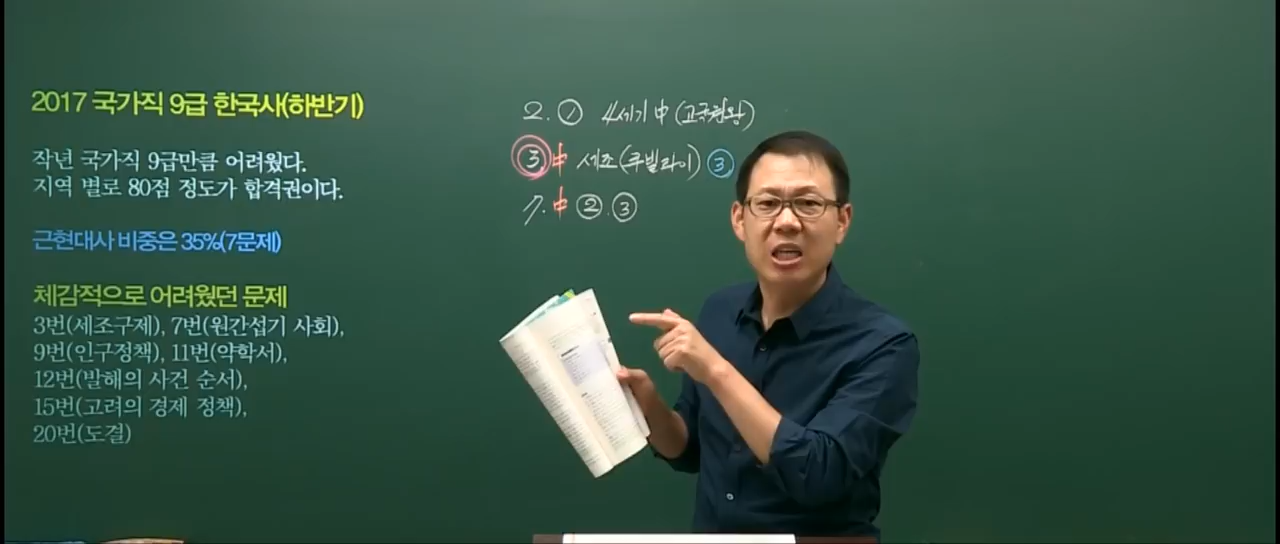 2017 국가직 9급 한국사(하반기)
작년 국가직 9급만큼 어려웠다.
지역 별로 80점 정도가 합격권이다.
근현대사 비중은 35%(7문제)
체감적으로 어려웠던 문제
3번(세조구제), 7번(원간섭기 사회),
9번(인구정책), 11번(약학서),
12번(발해의 사건 순서),
15번(고려의 경제 정책),
20번(도결)
2. ① 4세기 中 (고국원왕)
③. 中 세조(쿠빌라이) ③
7. 中 ②. ③